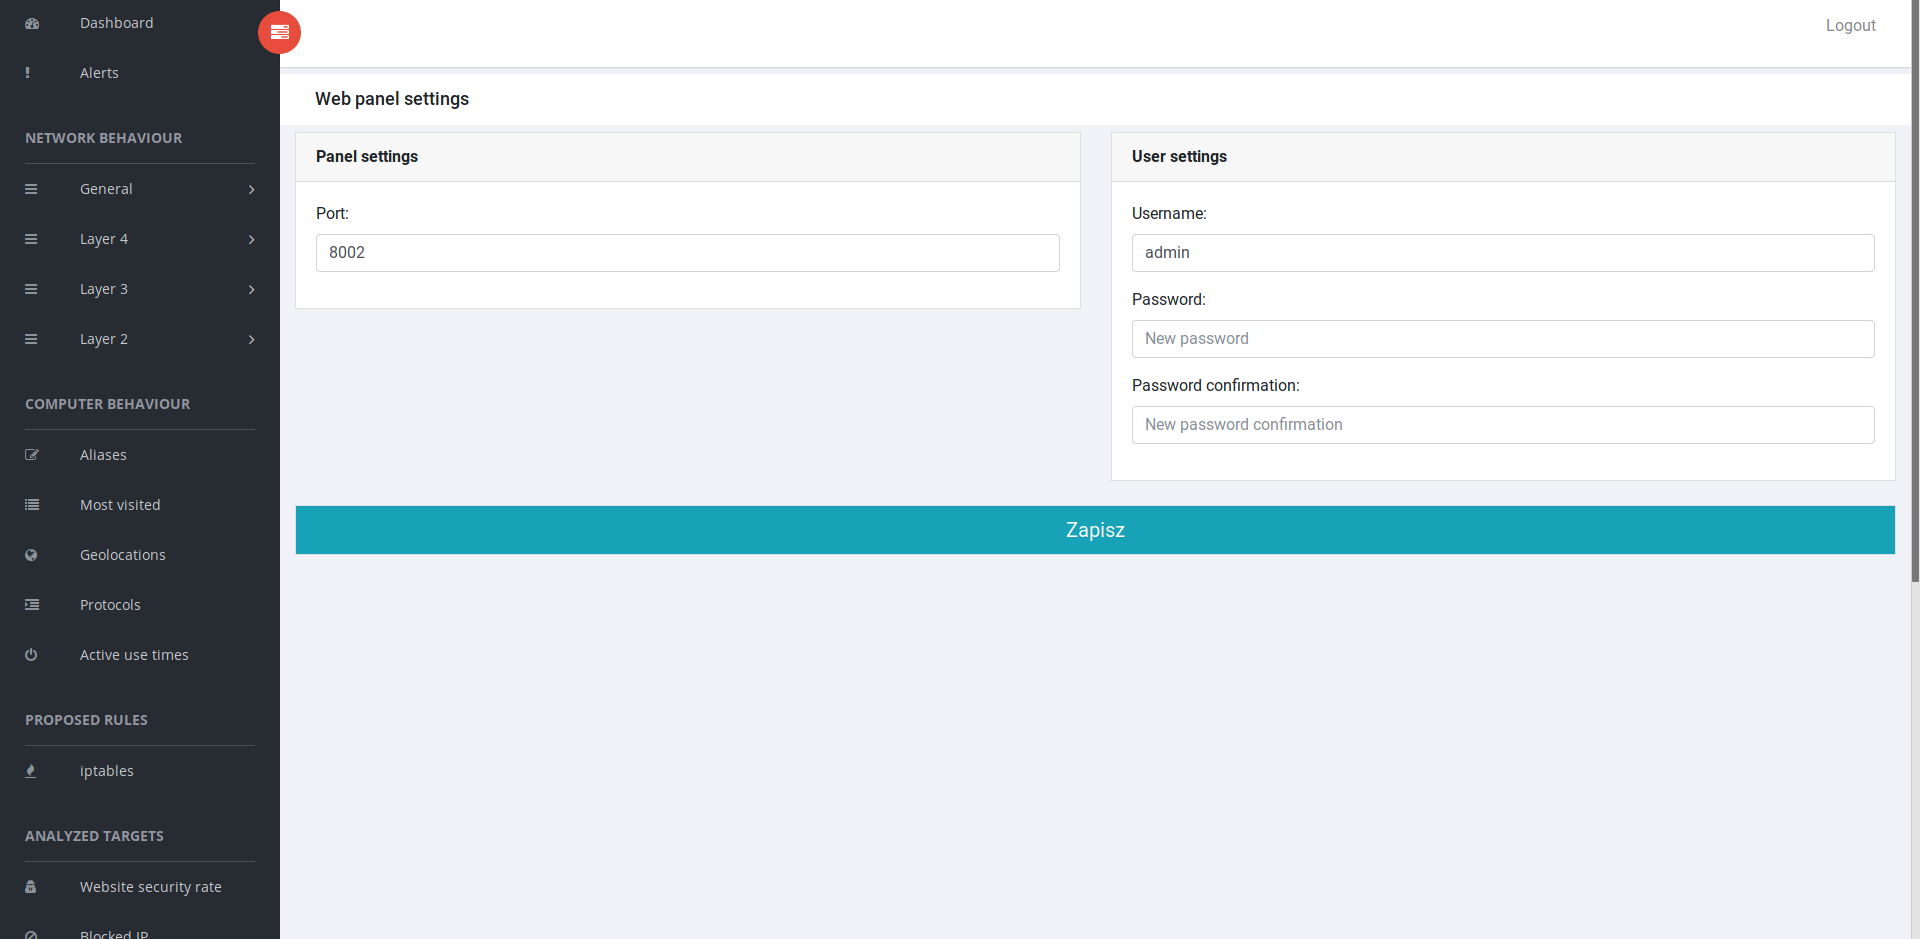 Dashboard
Alerts
NETWORK BEHAVIOUR
General
Layer 4
Layer 3
Layer 2
COMPUTER BEHAVIOUR
Aliases
Most visited
Geolocations
Protocols
Active use times
PROPOSED RULES
iptables
ANALYZED TARGETS
Website security rate
Blocked IP
Logout
Web panel settings
Panel settings
Port:
8002
User settings
Username:
admin
Password:
New password
Password confirmation:
New password confirmation
Zapisz